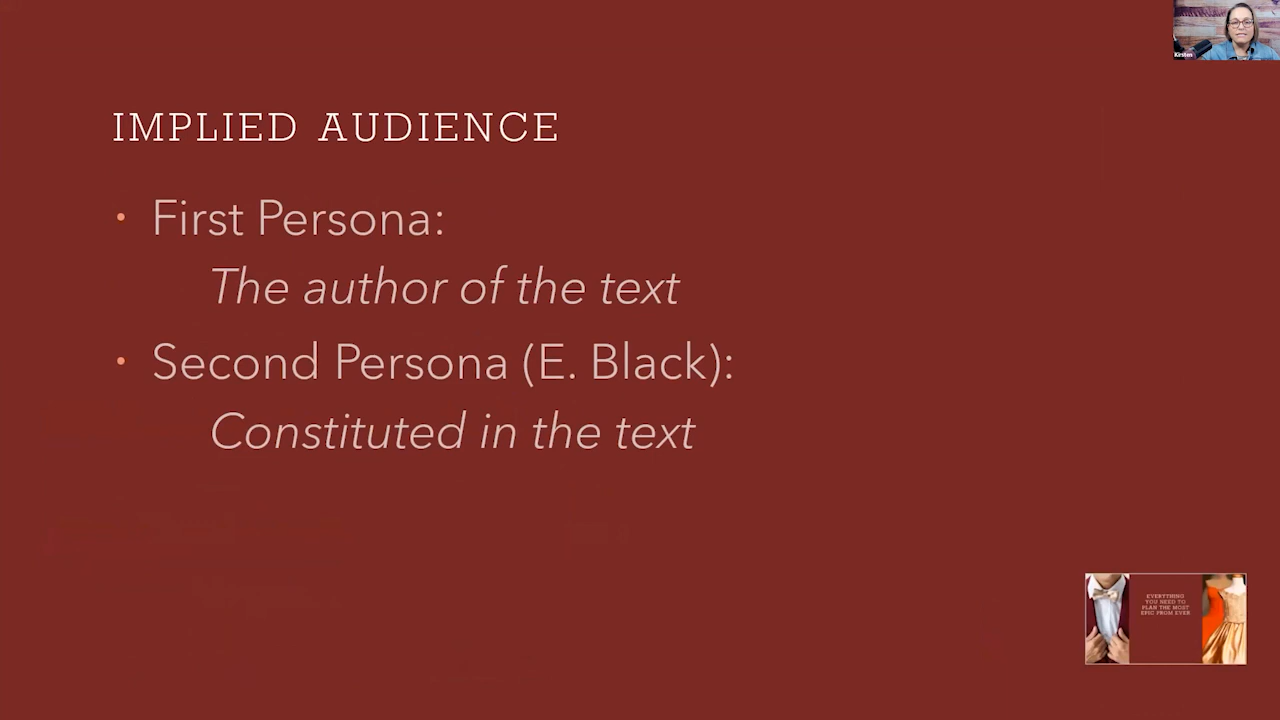 Kirsten
IMPLIED AUDIENCE
• First Persona:
The author of the text
• Second Persona (E. Black):
Constituted in the text
EVERYTHING
YOU NEED TO
PLAN THE MOST
EPIC PROM EVER